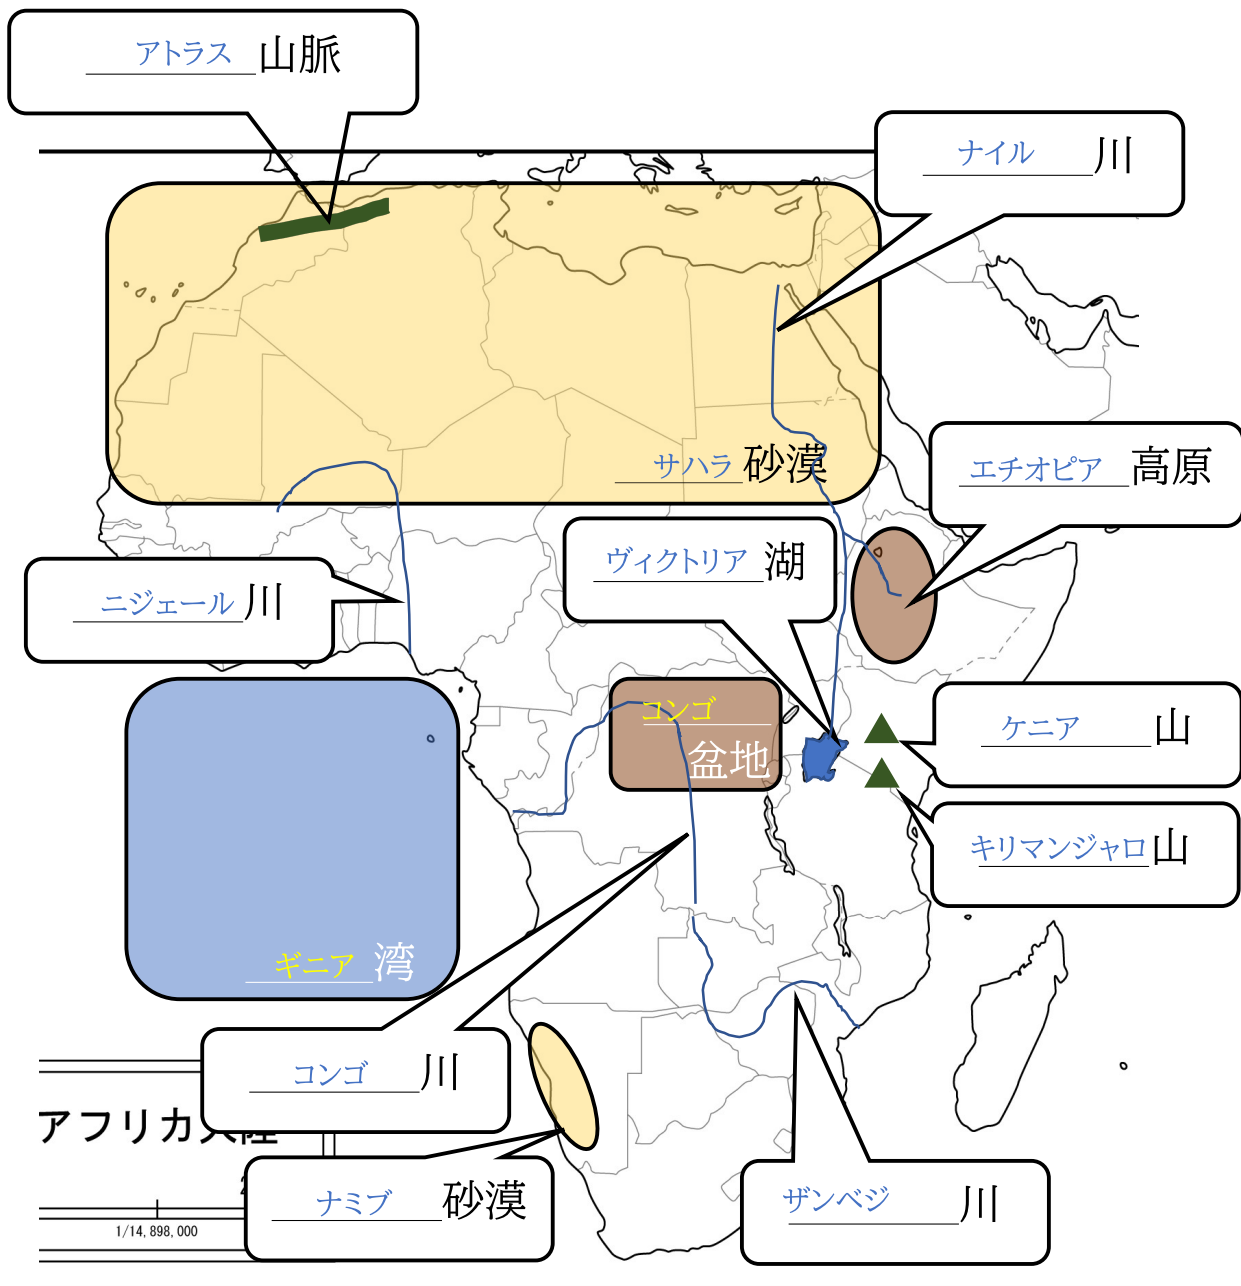 アトラス山脈
ナイル川
サハラ砂漠
エチオピア高原
ヴィクトリア湖
ニジェール川
コンゴ
盆地
ケニア山
キリマンジャロ山
ギニア湾
コンゴ川
アフリカ大陸
ナミブ砂漠
ザンベジ川
1/14,898,000